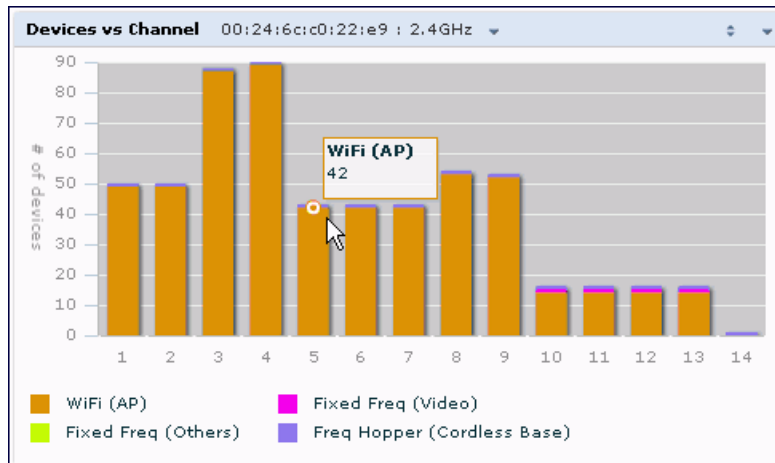 Devices vs Channel 00:24:6c:c0:22:e9 : 2.4GHz
90
80
70
60
50
40
30
20
10
0
# of devices
WiFi (AP)
42
1 2 3 4 5 6 7 8 9 10 11 12 13 14
WiFi (AP) Fixed Freq (Video)
Fixed Freq (Others) Freq Hopper (Cordless Base)